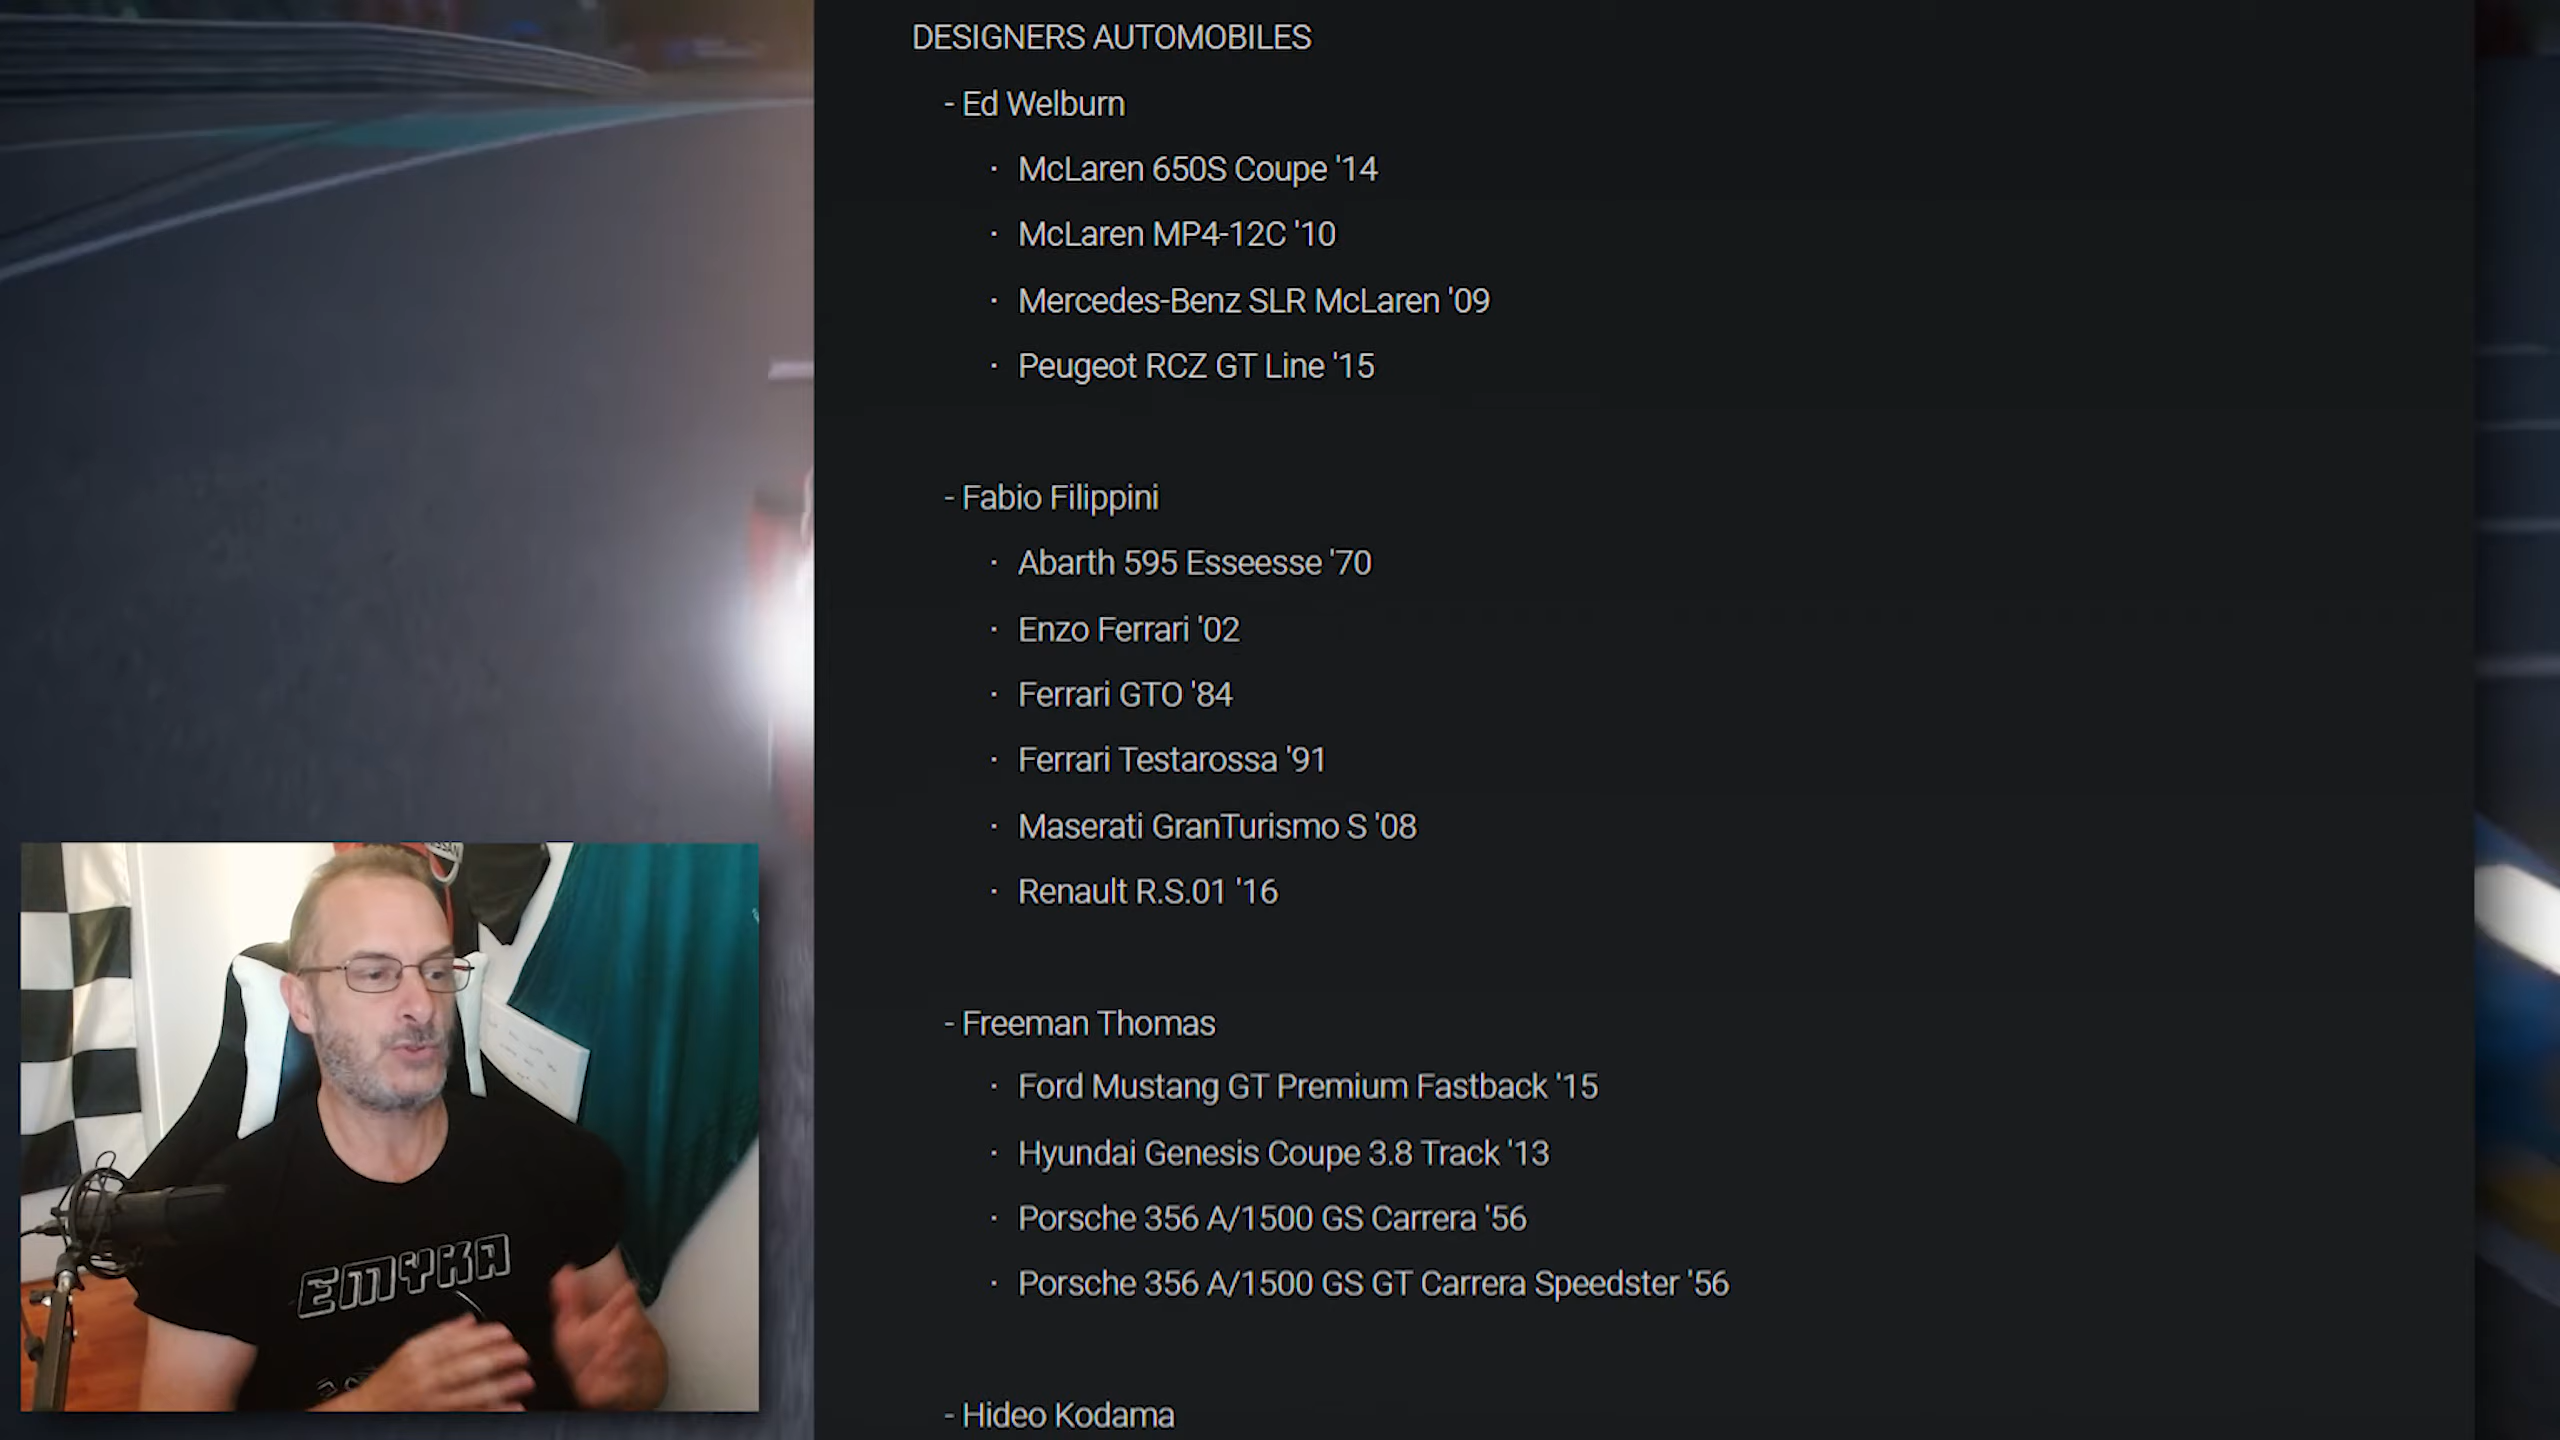 DESIGNERS AUTOMOBILES
- Ed Welburn
· McLaren 650S Coupe '14
· McLaren MP4-12C '10
· Mercedes-Benz SLR McLaren '09
· Peugeot RCZ GT Line '15
- Fabio Filippini
· Abarth 595 Esseesse '70
· Enzo Ferrari '02
· Ferrari GTO '84
· Ferrari Testarossa '91
· Maserati GranTurismo S '08
· Renault R.S.01 '16
- Freeman Thomas
· Ford Mustang GT Premium Fastback '15
· Hyundai Genesis Coupe 3.8 Track '13
· Porsche 356 A/1500 GS Carrera '56
· Porsche 356 A/1500 GS GT Carrera Speedster '56
- Hideo Kodama
EMYKA